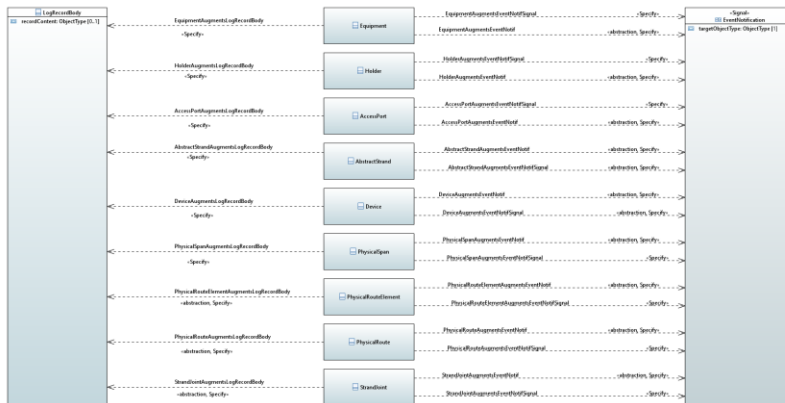 LogRecordBody
recordContent: ObjectType [0..1]
«Signal»
EventNotification
targetObjectType: ObjectType [1]
EquipmentAugmentsLogRecordBody
«Specify»
Equipment
EquipmentAugmentsEventNotifSignal
«Specify»
EquipmentAugmentsEventNotif
«abstraction, Specify»
HolderAugmentsLogRecordBody
«Specify»
Holder
HolderAugmentsEventNotifSignal
«Specify»
HolderAugmentsEventNotif
«abstraction, Specify»
AccessPortAugmentsLogRecordBody
«Specify»
AccessPort
AccessPortAugmentsEventNotifSignal
«Specify»
AccessPortAugmentsEventNotif
«abstraction, Specify»
AbstractStrandAugmentsLogRecordBody
«Specify»
AbstractStrand
AbstractStrandAugmentsEventNotif
«abstraction, Specify»
AbstractStrandAugmentsEventNotifSignal
«abstraction, Specify»
DeviceAugmentsLogRecordBody
«Specify»
Device
DeviceAugmentsEventNotif
«abstraction, Specify»
DeviceAugmentsEventNotifSignal
«abstraction, Specify»
PhysicalSpanAugmentsLogRecordBody
«Specify»
PhysicalSpan
PhysicalSpanAugmentsEventNotif
«abstraction, Specify»
PhysicalSpanAugmentsEventNotifSignal
«Specify»
PhysicalRouteElementAugmentsLogRecordBody
«abstraction, Specify»
PhysicalRouteElement
PhysicalRouteElementAugmentsEventNotif
«abstraction, Specify»
PhysicalRouteElementAugmentsEventNotifSignal
«Specify»
PhysicalRouteAugmentsLogRecordBody
«abstraction, Specify»
PhysicalRoute
PhysicalRouteAugmentsEventNotif
«abstraction, Specify»
PhysicalRouteAugmentsEventNotifSignal
«Specify»
StrandJointAugmentsLogRecordBody
«abstraction, Specify»
StrandJoint
StrandJointAugmentsEventNotif
«abstraction, Specify»
StrandJointAugmentsEventNotifSignal
«Specify»